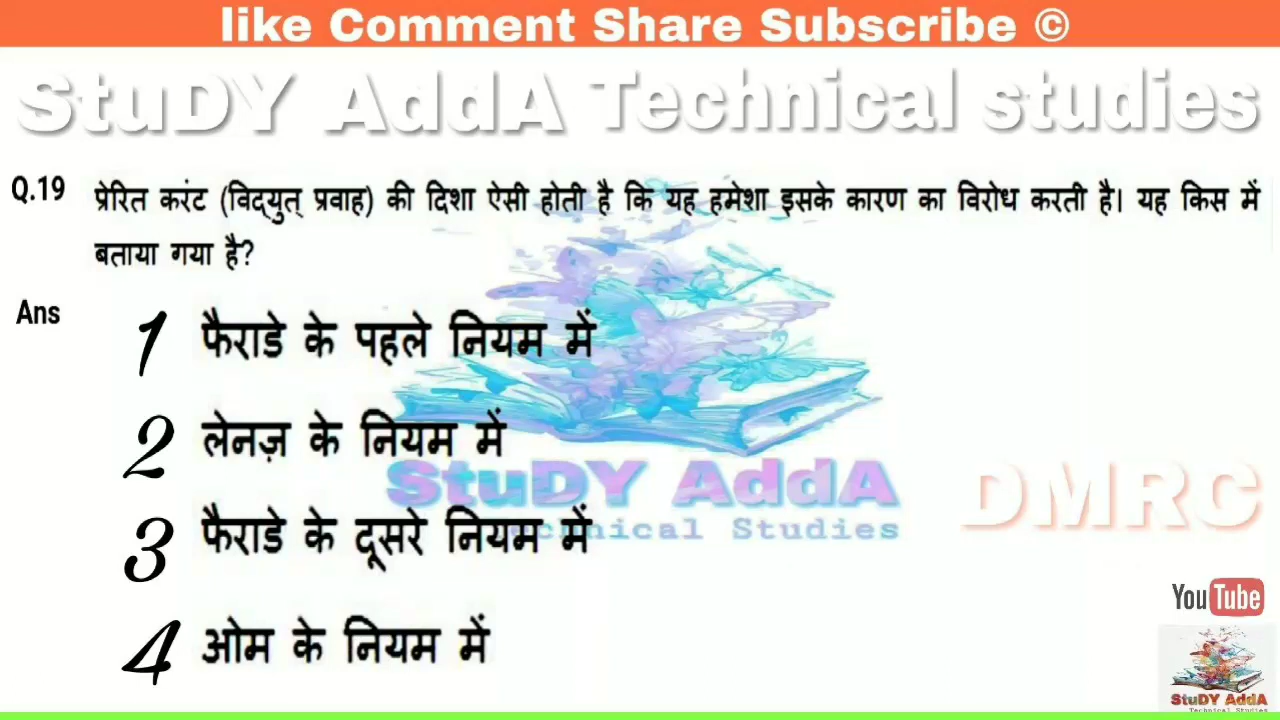 like Comment Share Subscribe ©
StuDY AddA Technical studies
Q.19 प्रेरित करंट (विद्युत् प्रवाह) की दिशा ऐसी होती है कि यह हमेशा इसके कारण का विरोध करती है। यह किस में
बताया गया है?
Ans
1 फैराडे के पहले नियम में
2 लेनज़ के नियम में
StuDY AddA
DMRC
3 फैराडे के दूसरे नियम में
Technical Studies
YouTube
4 ओम के नियम में
StuDY AddA
Technical Studies